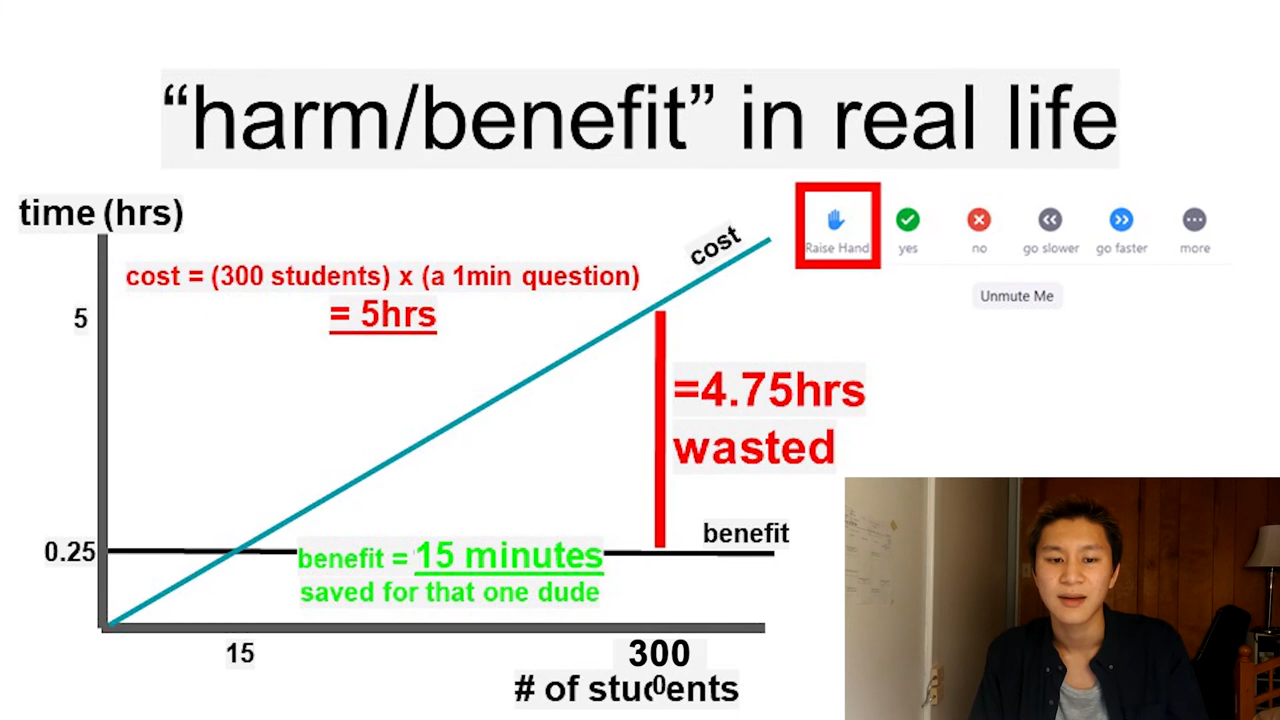 “harm/benefit” in real life
time (hrs)
cost
Raise Hand
yes
no
go slower
go faster
more
Unmute Me
cost = (300 students) x (a 1min question)
= 5hrs
5
=4.75hrs
wasted
benefit
0.25
benefit = 15 minutes
saved for that one dude
15
300
0
# of students